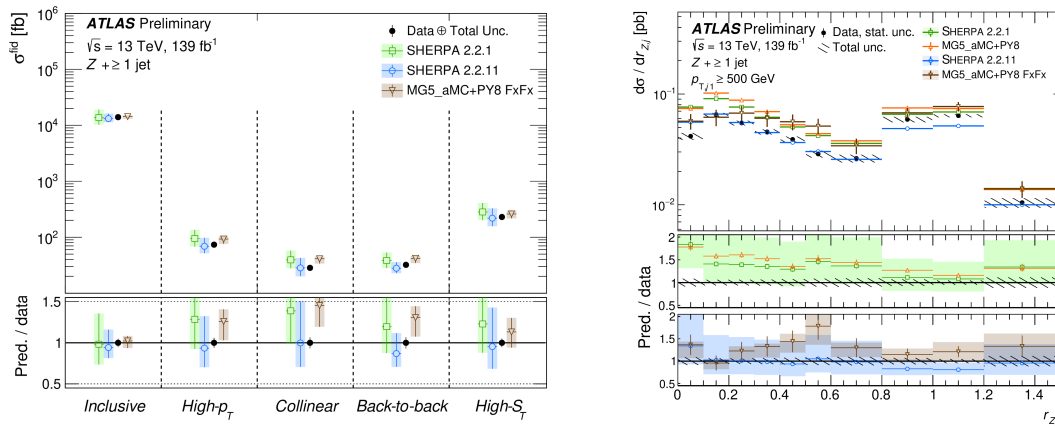 ATLAS Preliminary
√s = 13 TeV, 139 fb⁻¹
Z + ≥ 1 jet
Data ⊕ Total Unc.
SHERPA 2.2.1
SHERPA 2.2.11
MG5_aMC+PY8 FxFx
σ^fid [fb]
10⁶
10⁵
10⁴
10³
10²
Pred. / data
1.5
1
0.5
Inclusive
High-p_T
Collinear
Back-to-back
High-S_T
ATLAS Preliminary
√s = 13 TeV, 139 fb⁻¹
Z + ≥ 1 jet
p_T,j1 ≥ 500 GeV
Data, stat. unc.
Total unc.
SHERPA 2.2.1
MG5_aMC+PY8
SHERPA 2.2.11
MG5_aMC+PY8 FxFx
dσ / dr_Z,j [pb]
10⁻¹
10⁻²
Pred. / data
2
1.5
1
0.5
Pred. / data
2
1.5
1
0.5
0 0.2 0.4 0.6 0.8 1 1.2 1.4